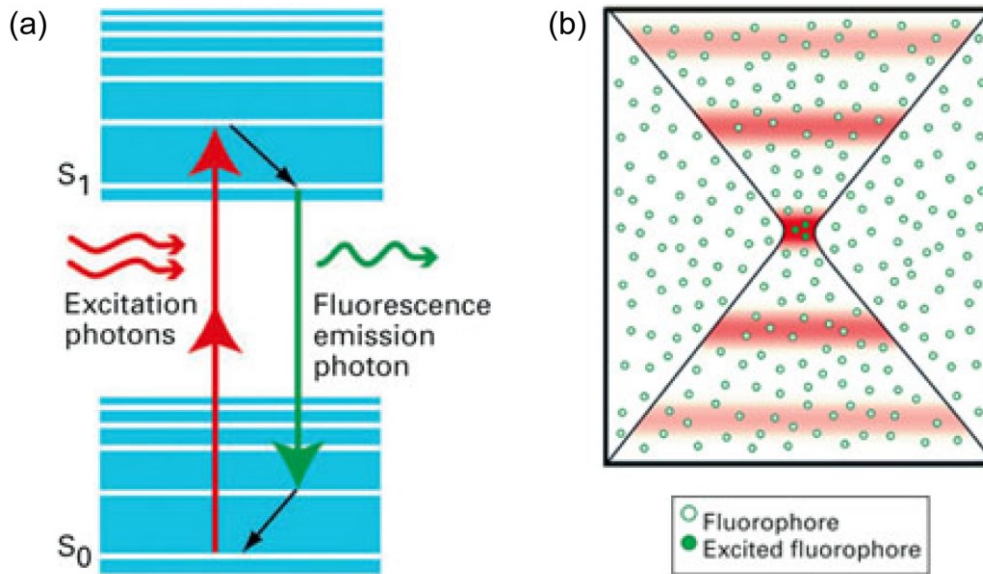 (a)
S1
Excitation
photons
Fluorescence
emission
photon
S0
(b)
Fluorophore
Excited fluorophore